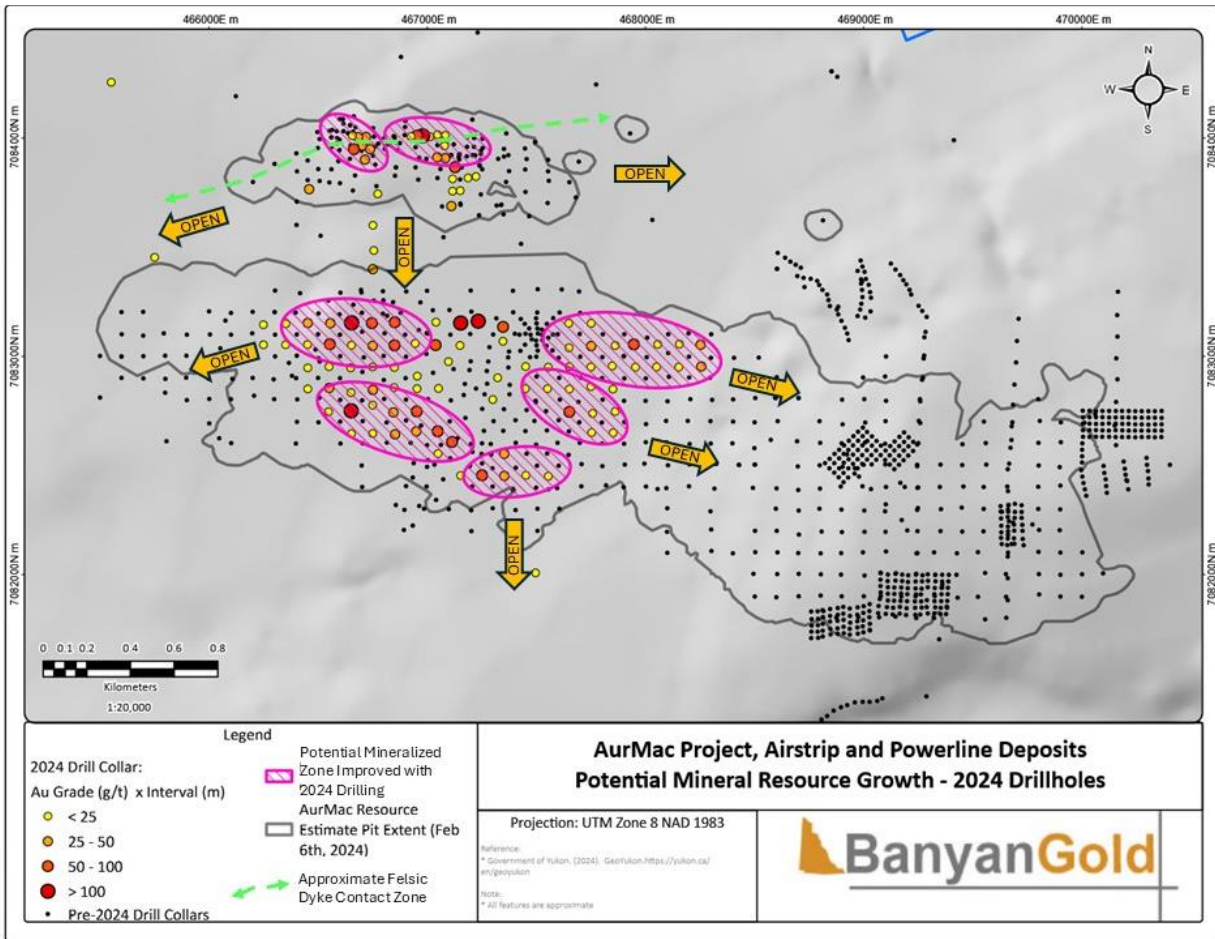 466000E m 467000E m 468000E m 469000E m 470000E m
7084000N m
7083000N m
7082000N m
7084000N m
7083000N m
7082000N m
N
W E
S
OPEN
OPEN
OPEN
OPEN
OPEN
OPEN
OPEN
0 0.1 0.2 0.4 0.6 0.8
Kilometers
1:20,000
Legend
2024 Drill Collar:
Au Grade (g/t) x Interval (m)
< 25
25 - 50
50 - 100
> 100
Pre-2024 Drill Collars
Potential Mineralized
Zone Improved with
2024 Drilling
AurMac Resource
Estimate Pit Extent (Feb
6th, 2024)
Approximate Felsic
Dyke Contact Zone
AurMac Project, Airstrip and Powerline Deposits
Potential Mineral Resource Growth - 2024 Drillholes
Projection: UTM Zone 8 NAD 1983
Reference:
* Government of Yukon. (2024). GeoYukon.https://yukon.ca/
en/geoyukon
Note:
* All features are approximate
BanyanGold